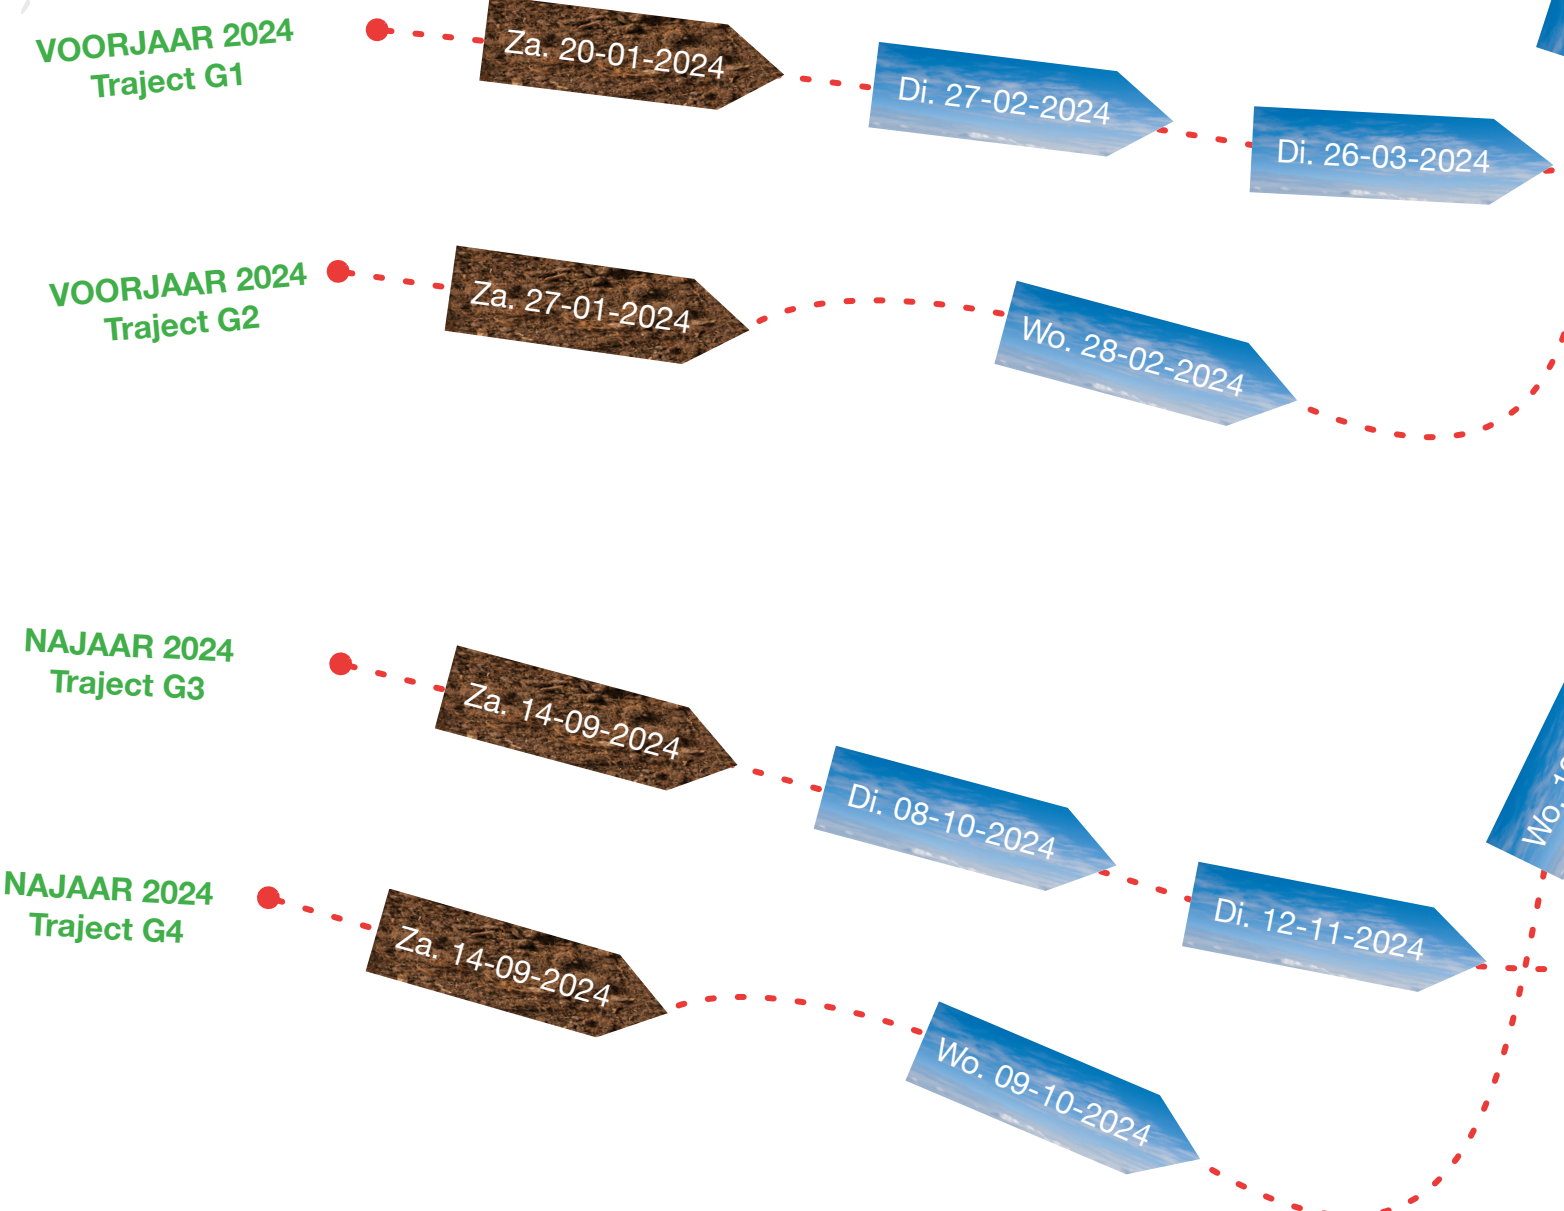 VOORJAAR 2024
Traject G1
Za. 20-01-2024
Di. 27-02-2024
Di. 26-03-2024
VOORJAAR 2024
Traject G2
Za. 27-01-2024
Wo. 28-02-2024
NAJAAR 2024
Traject G3
Za. 14-09-2024
Di. 08-10-2024
Di. 12-11-2024
Wo.
NAJAAR 2024
Traject G4
Za. 14-09-2024
Wo. 09-10-2024